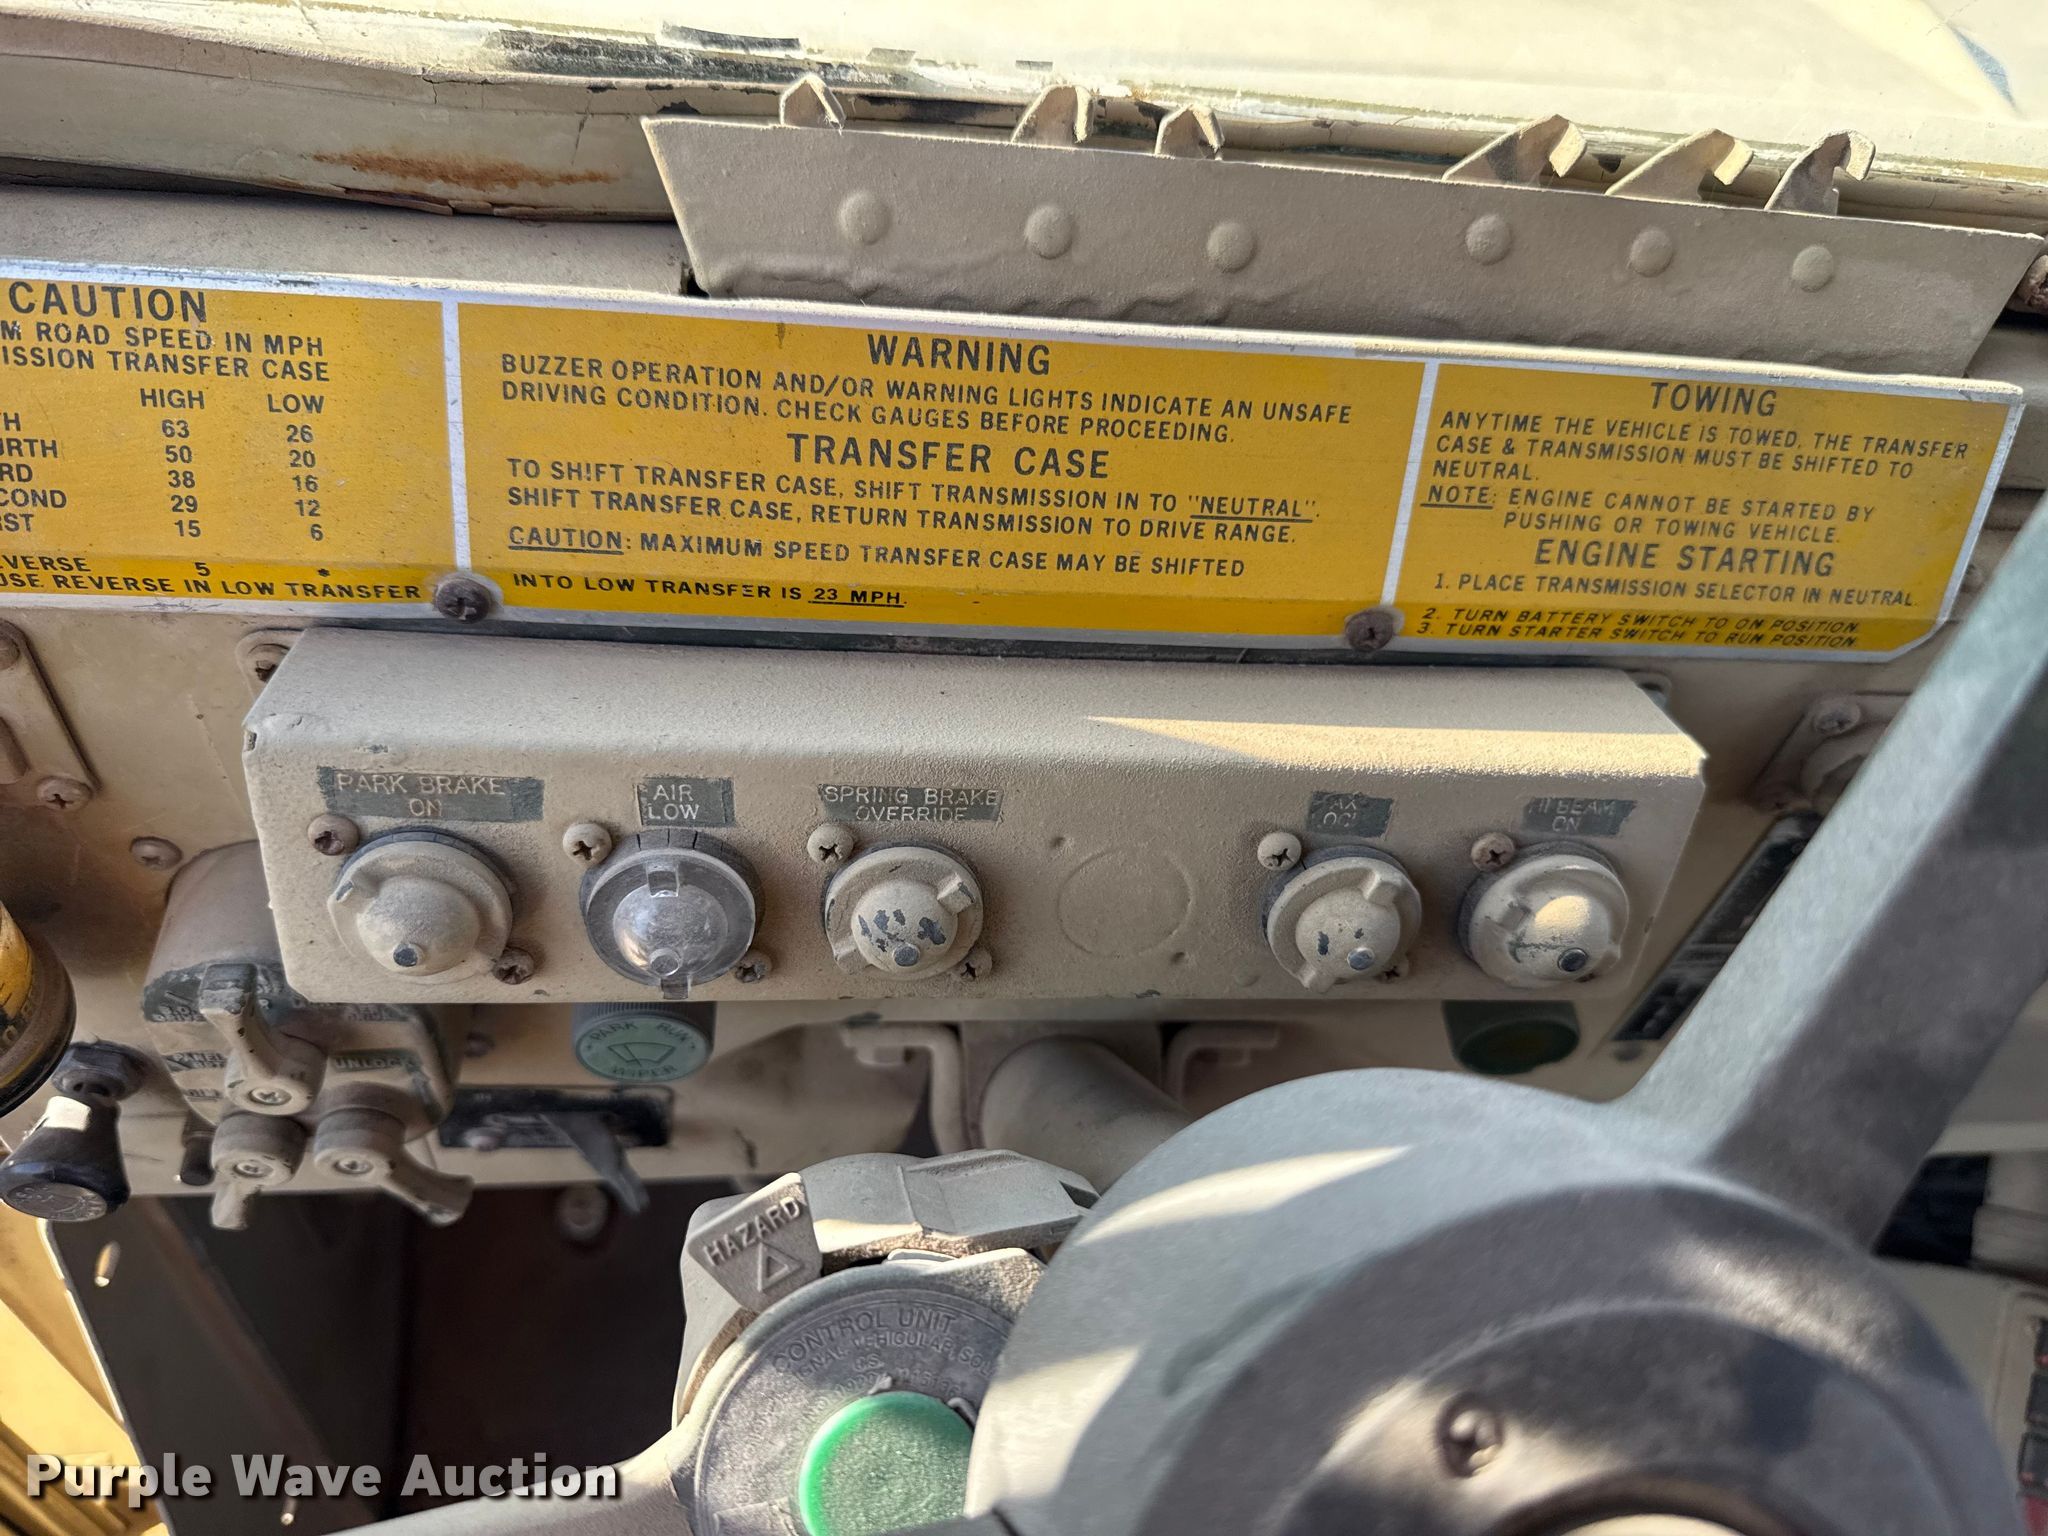 CAUTION
M ROAD SPEED IN MPH
ISSION TRANSFER CASE
HIGH LOW
TH 63 26
URTH 50 20
RD 38 16
COND 29 12
RST 15 6
EVERSE 5 *
USE REVERSE IN LOW TRANSFER
WARNING
BUZZER OPERATION AND/OR WARNING LIGHTS INDICATE AN UNSAFE
DRIVING CONDITION. CHECK GAUGES BEFORE PROCEEDING.
TRANSFER CASE
TO SHIFT TRANSFER CASE, SHIFT TRANSMISSION IN TO "NEUTRAL".
SHIFT TRANSFER CASE, RETURN TRANSMISSION TO DRIVE RANGE.
CAUTION: MAXIMUM SPEED TRANSFER CASE MAY BE SHIFTED
INTO LOW TRANSFER IS 23 MPH.
TOWING
ANYTIME THE VEHICLE IS TOWED, THE TRANSFER
CASE & TRANSMISSION MUST BE SHIFTED TO
NEUTRAL.
NOTE: ENGINE CANNOT BE STARTED BY
PUSHING OR TOWING VEHICLE.
ENGINE STARTING
1. PLACE TRANSMISSION SELECTOR IN NEUTRAL.
2. TURN BATTERY SWITCH TO ON POSITION
3. TURN STARTER SWITCH TO RUN POSITION
PARK BRAKE
ON
AIR
LOW
SPRING BRAKE
OVERRIDE
HI BEAM
ON
UNLOCK
PARK RUN
WIPER
HAZARD
CONTROL UNIT
Purple Wave Auction